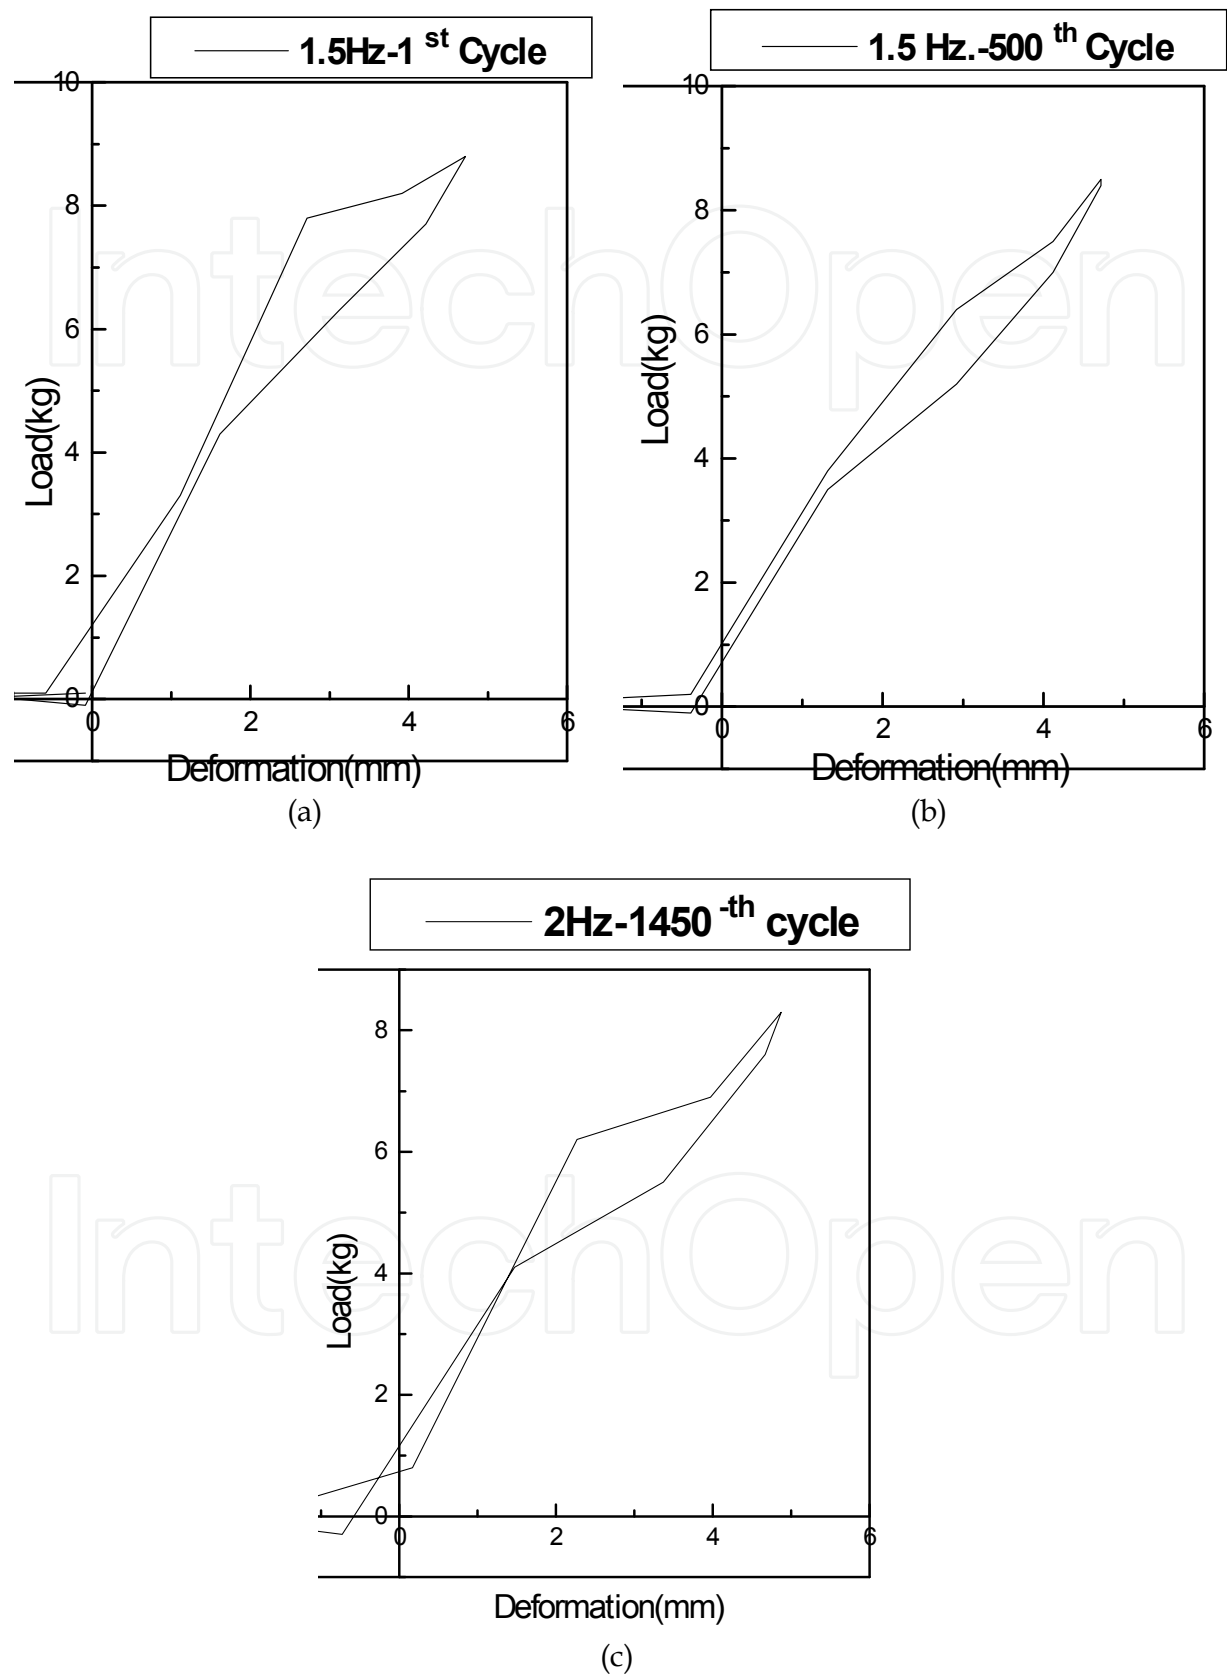 1.5Hz-1 st Cycle
10
8
6
4
2
0
Load(kg)
0 2 4 6
Deformation(mm)
(a)
1.5 Hz.-500 th Cycle
10
8
6
4
2
0
Load(kg)
0 2 4 6
Deformation(mm)
(b)
IntechOpen
2Hz-1450 -th cycle
8
6
4
2
0
Load(kg)
0 2 4 6
Deformation(mm)
(c)
IntechOpen